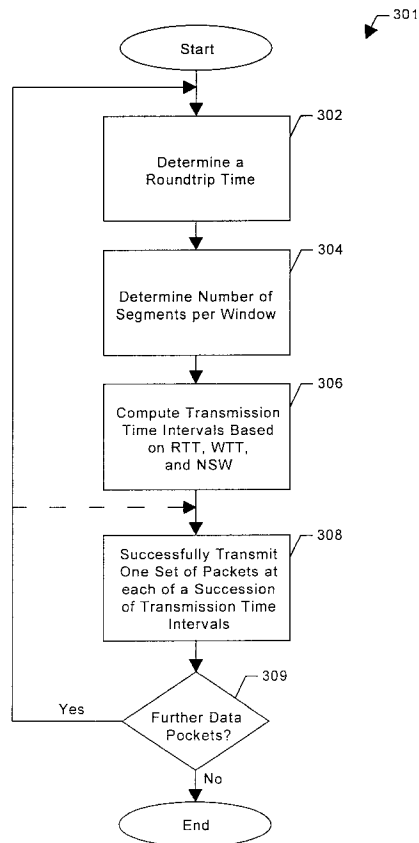 301
Start
302
Determine a
Roundtrip Time
304
Determine Number of
Segments per Window
306
Compute Transmission
Time Intervals Based
on RTT, WTT,
and NSW
308
Successfully Transmit
One Set of Packets at
each of a Succession
of Transmission Time
Intervals
309
Further Data
Pockets?
Yes
No
End